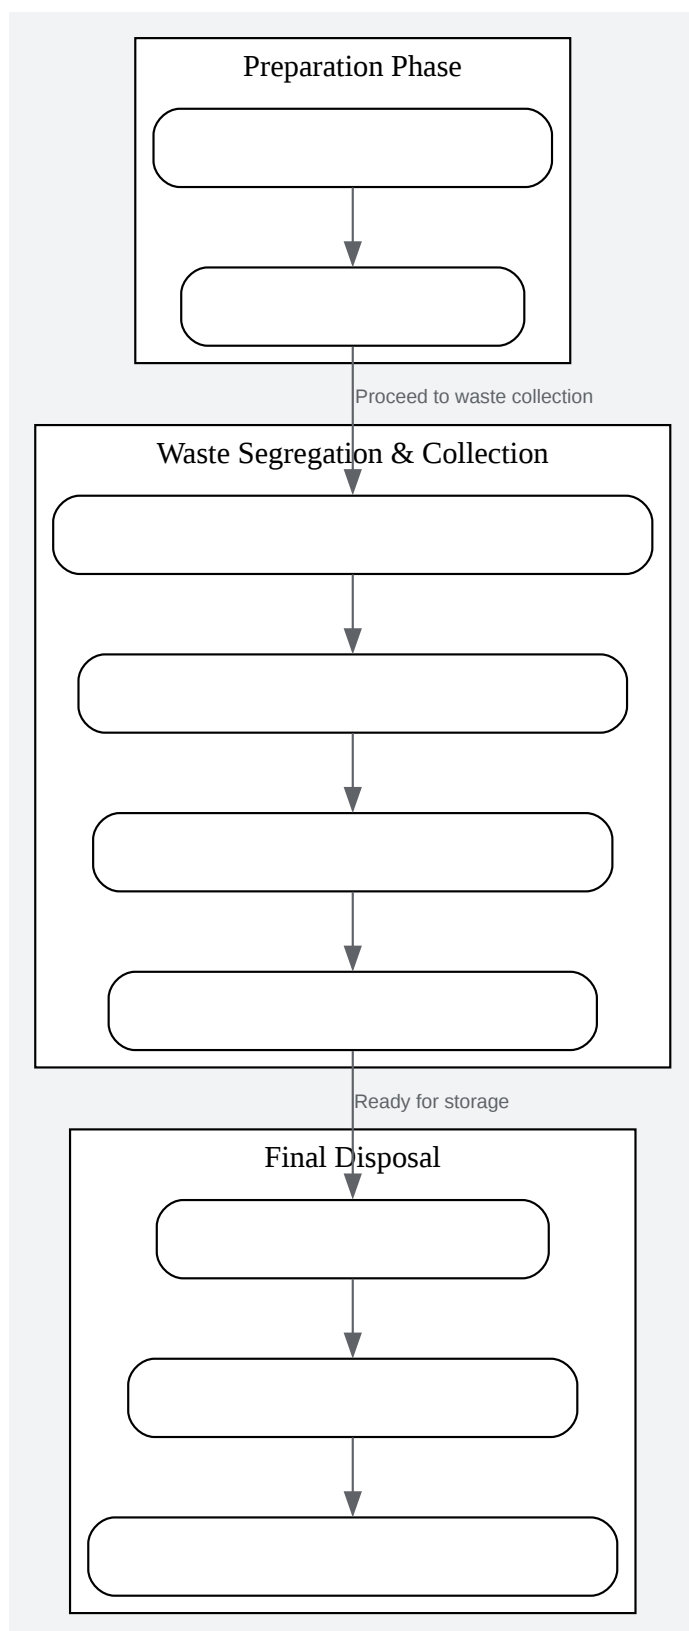 Preparation Phase
Proceed to waste collection
Waste Segregation & Collection
Ready for storage
Final Disposal